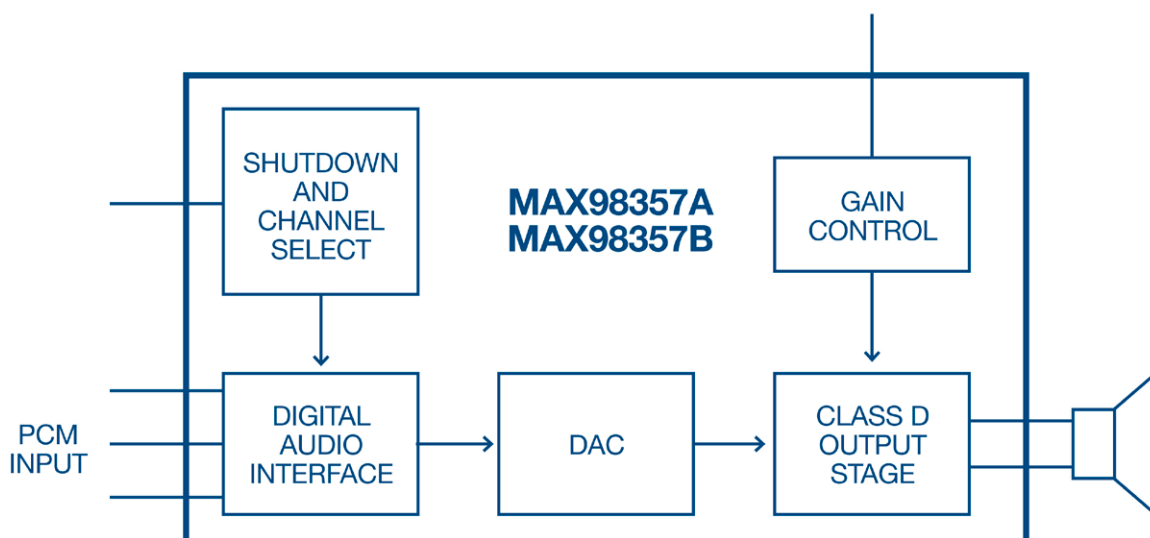 SHUTDOWN
AND
CHANNEL
SELECT
MAX98357A
MAX98357B
GAIN
CONTROL
PCM
INPUT
DIGITAL
AUDIO
INTERFACE
DAC
CLASS D
OUTPUT
STAGE